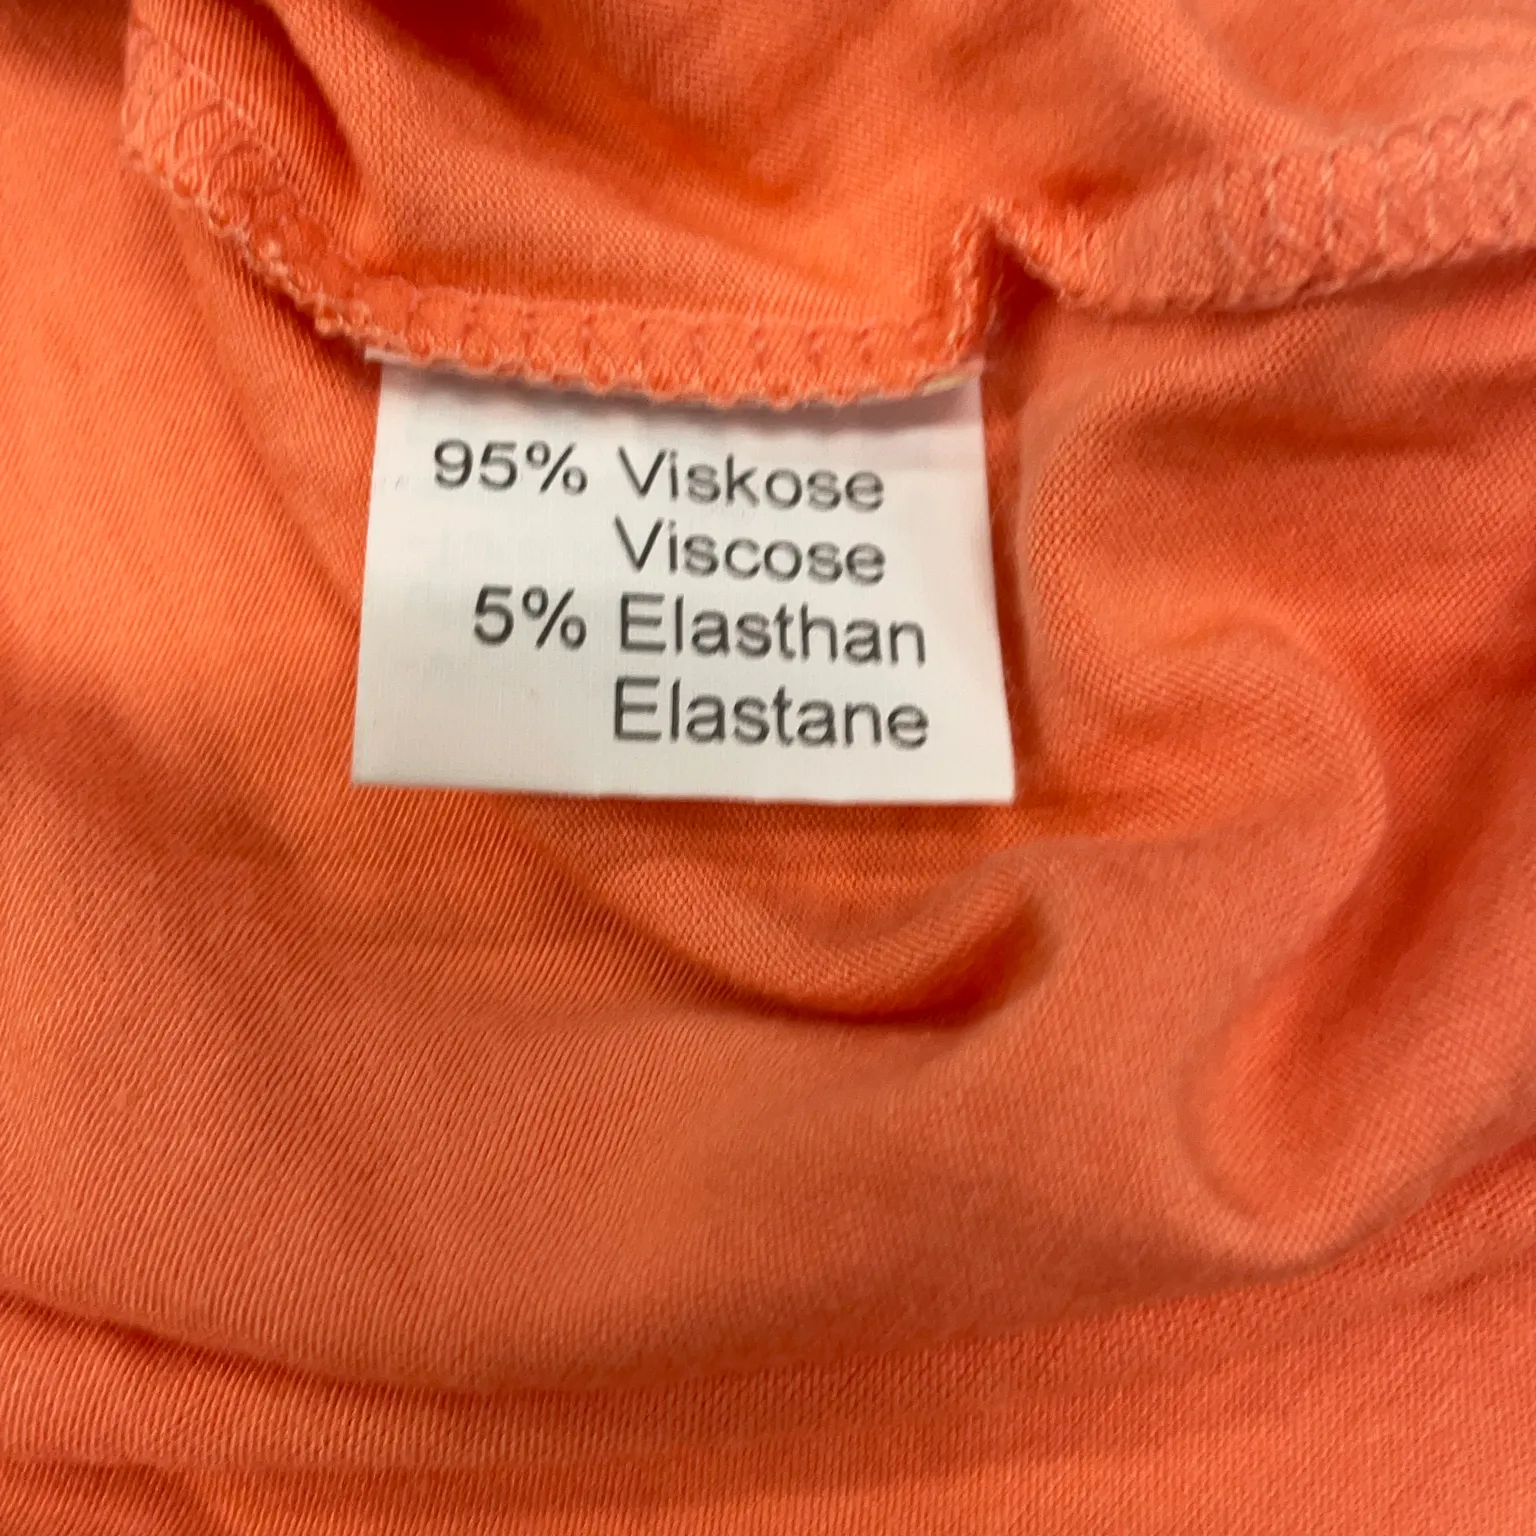 95% Viskose
Viscose
5% Elasthan
Elastane